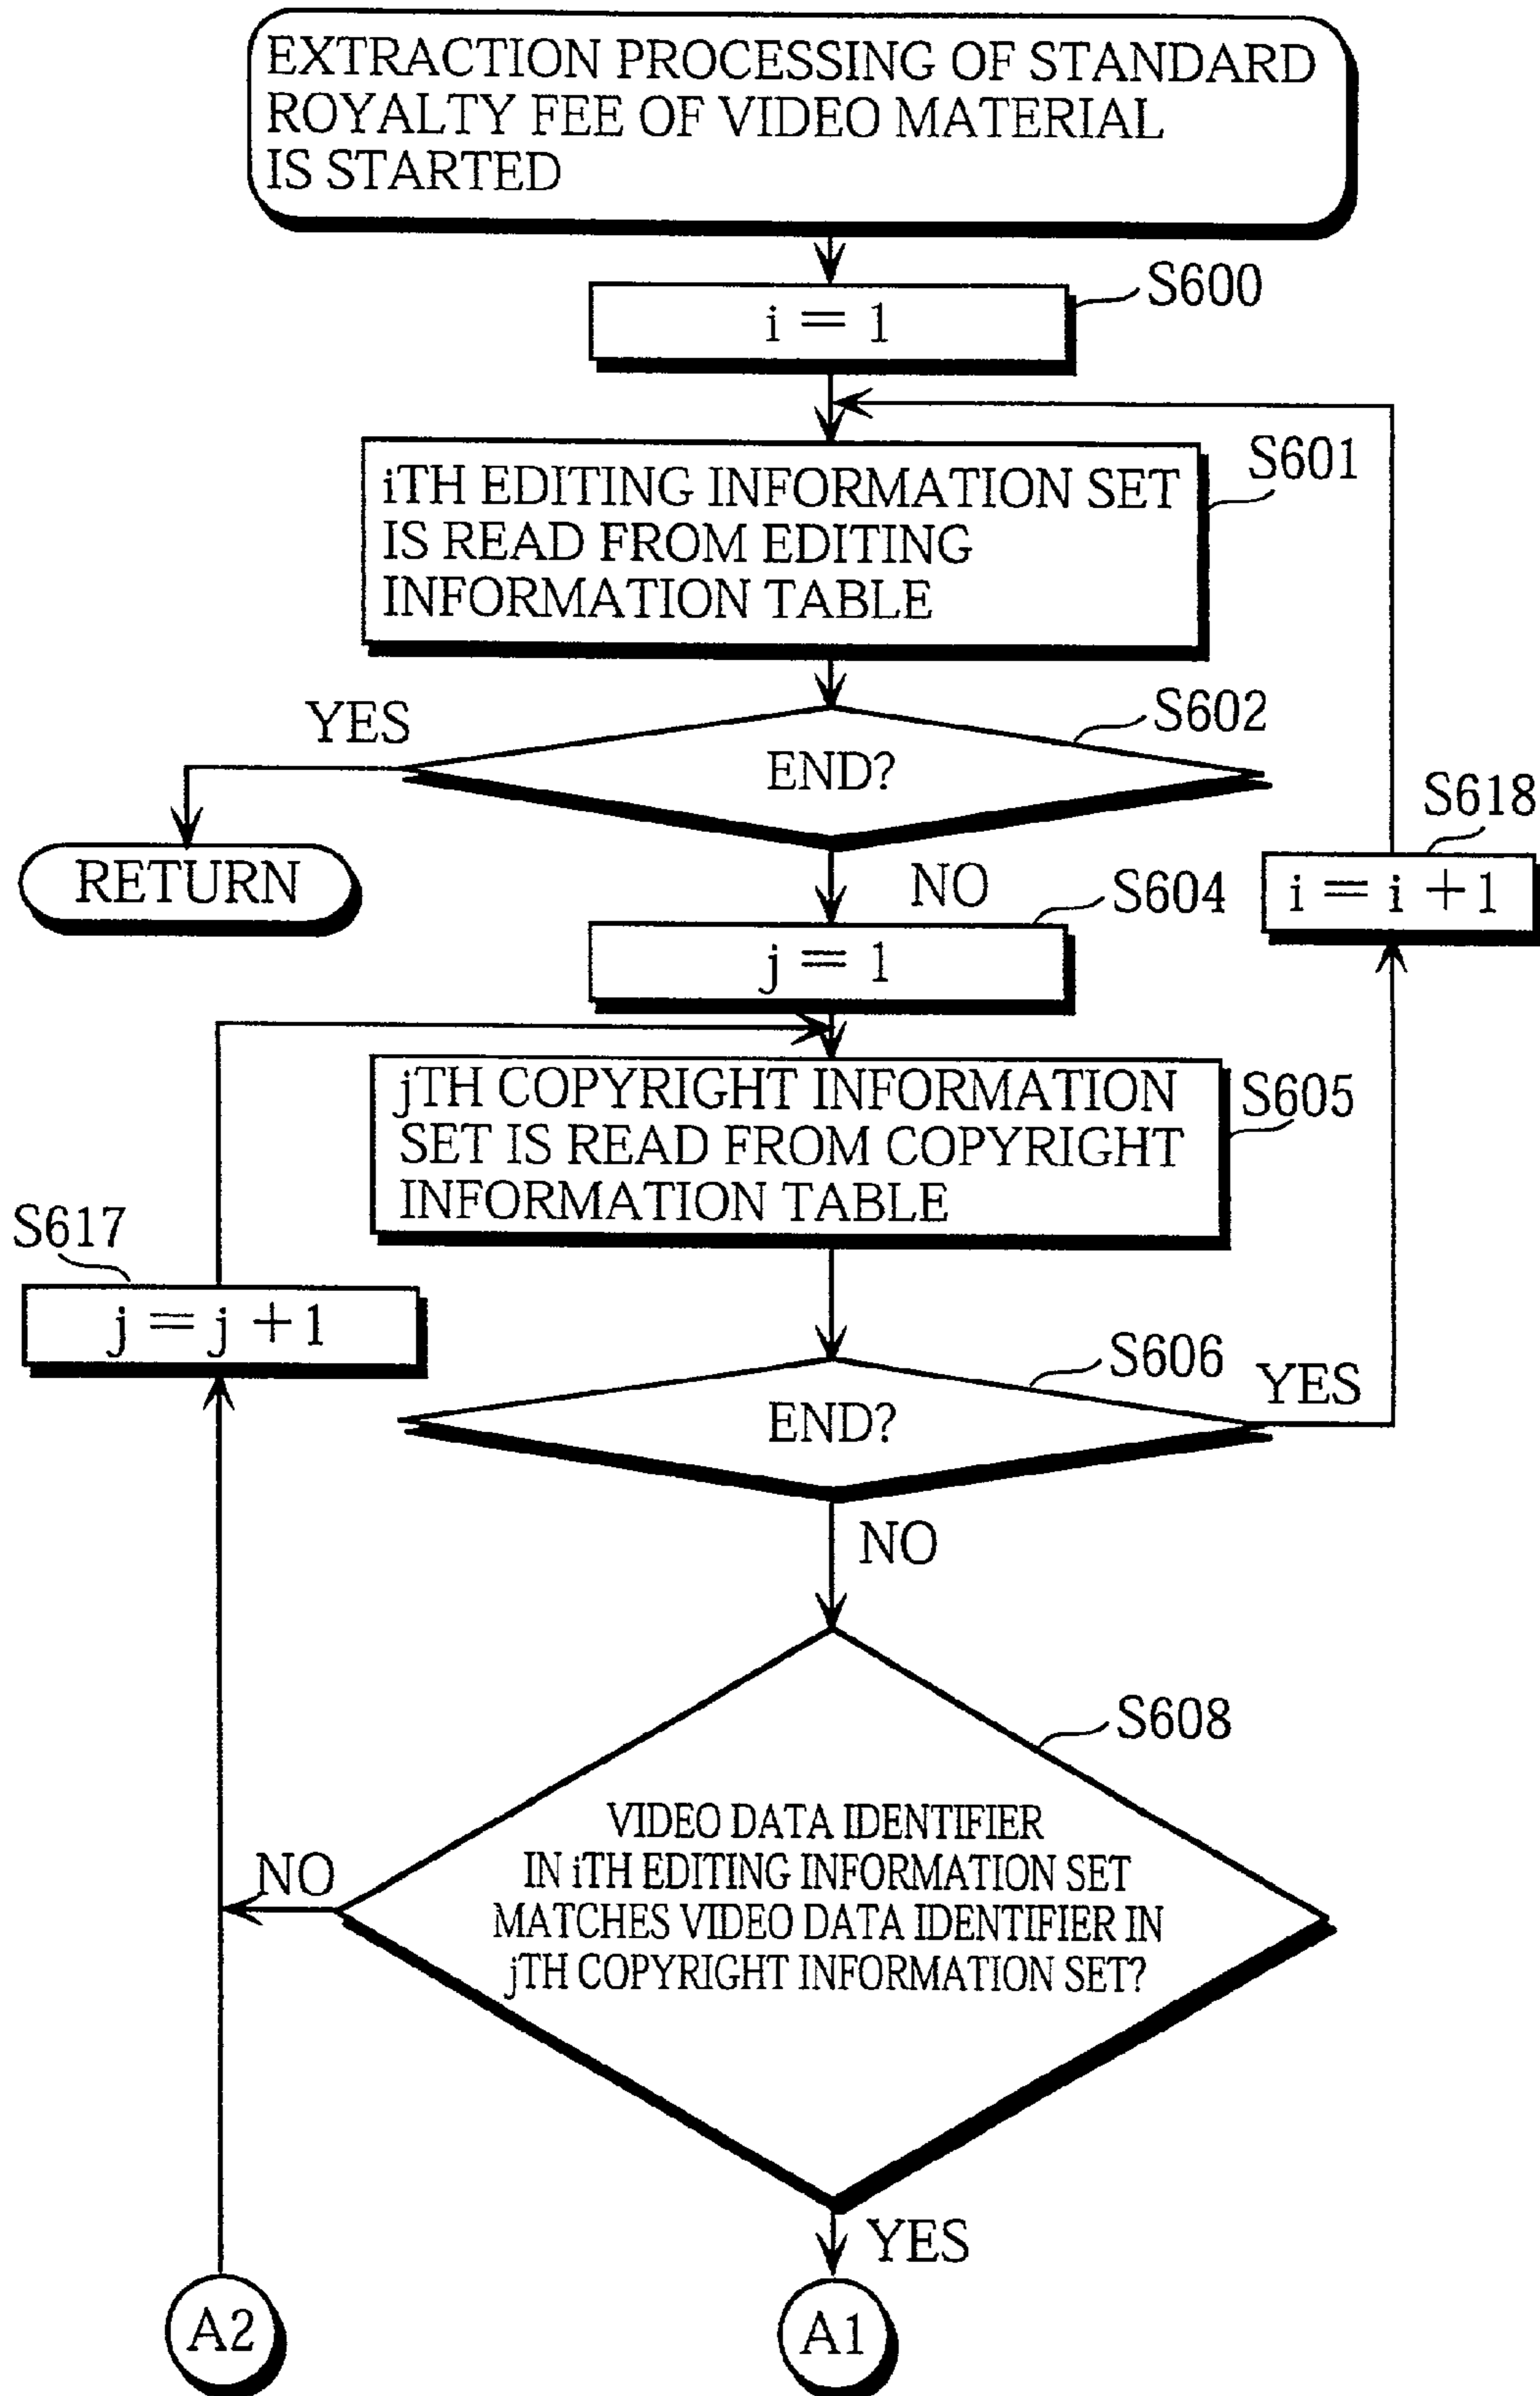 EXTRACTION PROCESSING OF STANDARD
ROYALTY FEE OF VIDEO MATERIAL
IS STARTED
S600
i = 1
S601
iTH EDITING INFORMATION SET
IS READ FROM EDITING
INFORMATION TABLE
S602
YES
END?
S618
RETURN
NO
S604
i = i + 1
j = 1
jTH COPYRIGHT INFORMATION
SET IS READ FROM COPYRIGHT
INFORMATION TABLE
S605
S617
j = j + 1
S606
YES
END?
NO
S608
VIDEO DATA IDENTIFIER
IN iTH EDITING INFORMATION SET
MATCHES VIDEO DATA IDENTIFIER IN
jTH COPYRIGHT INFORMATION SET?
NO
YES
A2
A1